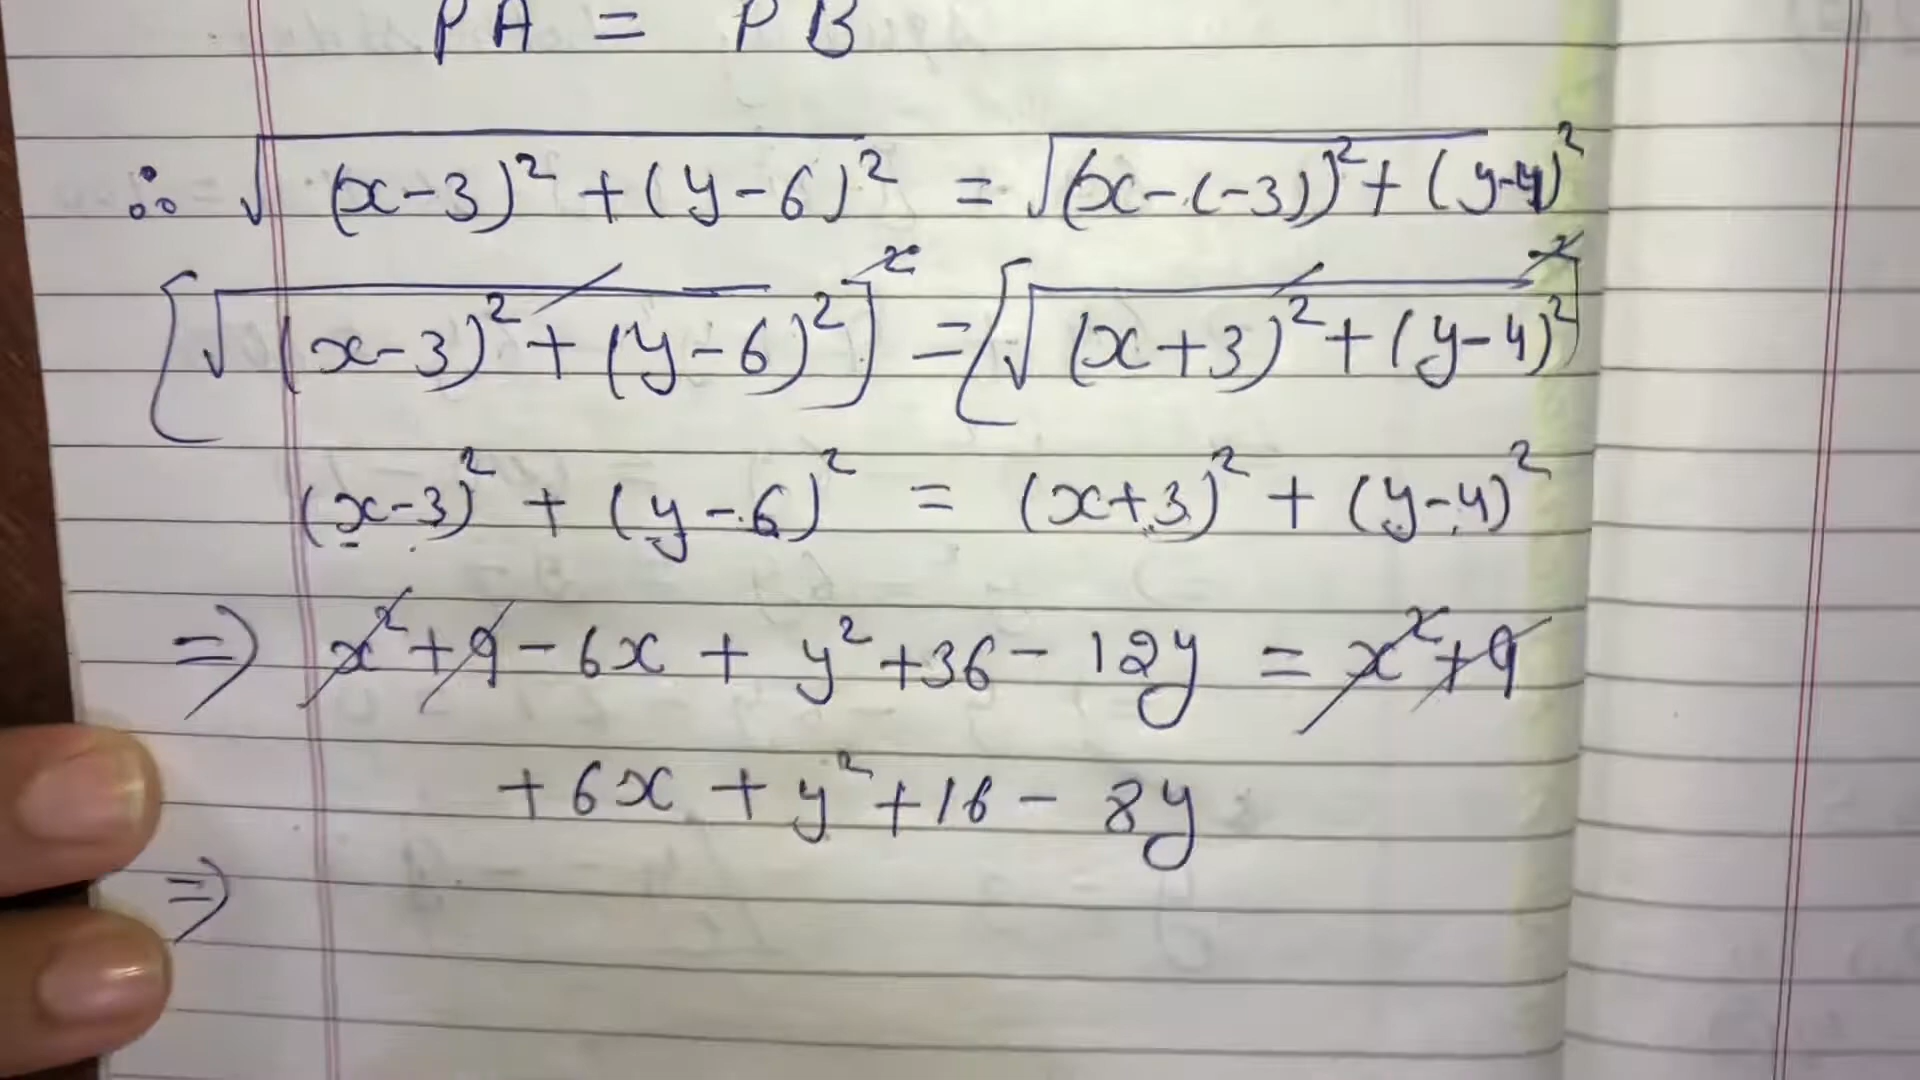 PA = PB
∴ √(x-3)² + (y-6)² = √(x-(-3))² + (y-4)²
[√(x-3)² + (y-6)²]² = [√(x+3)² + (y-4)²]²
(x-3)² + (y-6)² = (x+3)² + (y-4)²
⇒ x² + 9 - 6x + y² + 36 - 12y = x² + 9
+ 6x + y² + 16 - 8y
⇒